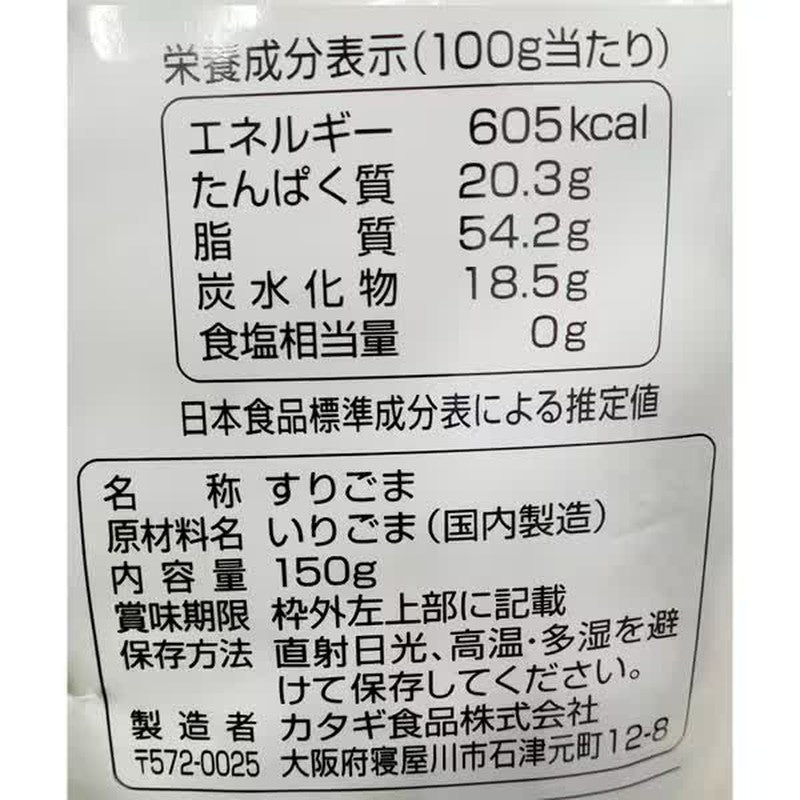 栄養成分表示(100g当たり)
エネルギー 605kcal
たんぱく質 20.3g
脂質 54.2g
炭水化物 18.5g
食塩相当量 0g
日本食品標準成分表による推定値
名称 すりごま
原材料名 いりごま(国内製造)
内容量 150g
賞味期限 枠外左上部に記載
保存方法 直射日光、高温・多湿を避
けて保存してください。
製造者 カタギ食品株式会社
〒572-0025 大阪府寝屋川市石津元町12-8